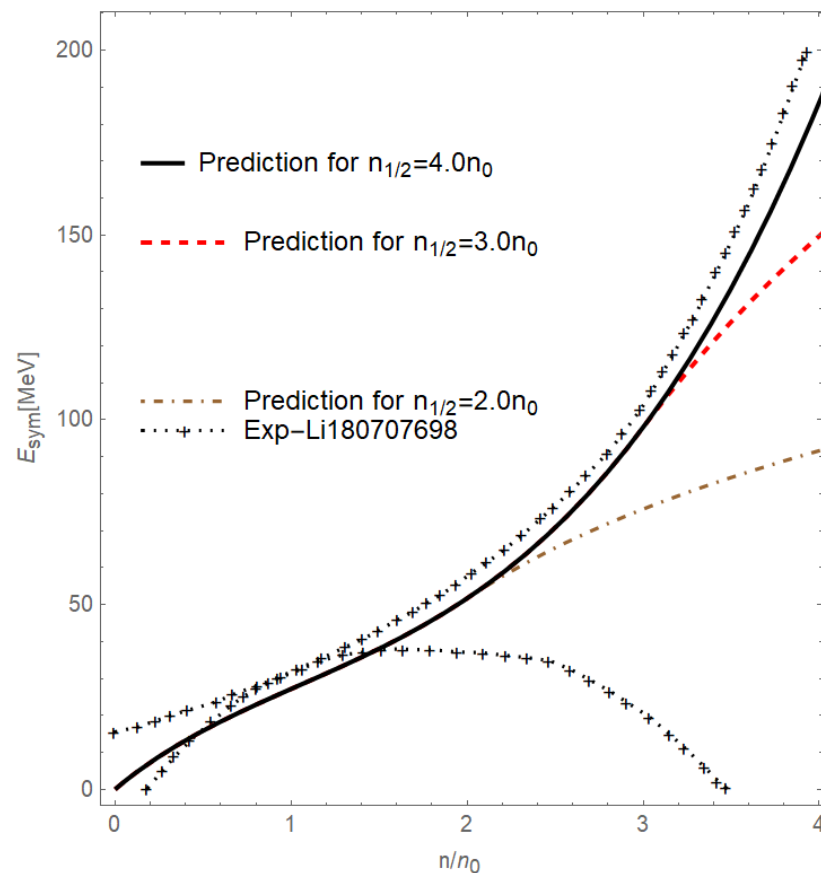 200
Prediction for n1/2=4.0n0
150
Prediction for n1/2=3.0n0
Esym[MeV]
Prediction for n1/2=2.0n0
100
Exp−Li180707698
50
0
0 1 2 3 4
n/n0